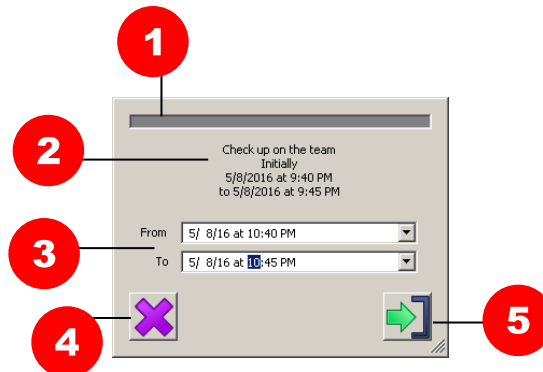 1
2
Check up on the team
Initially
5/8/2016 at 9:40 PM
to 5/8/2016 at 9:45 PM
3
From 5/ 8/16 at 10:40 PM
To 5/ 8/16 at 10:45 PM
4
5